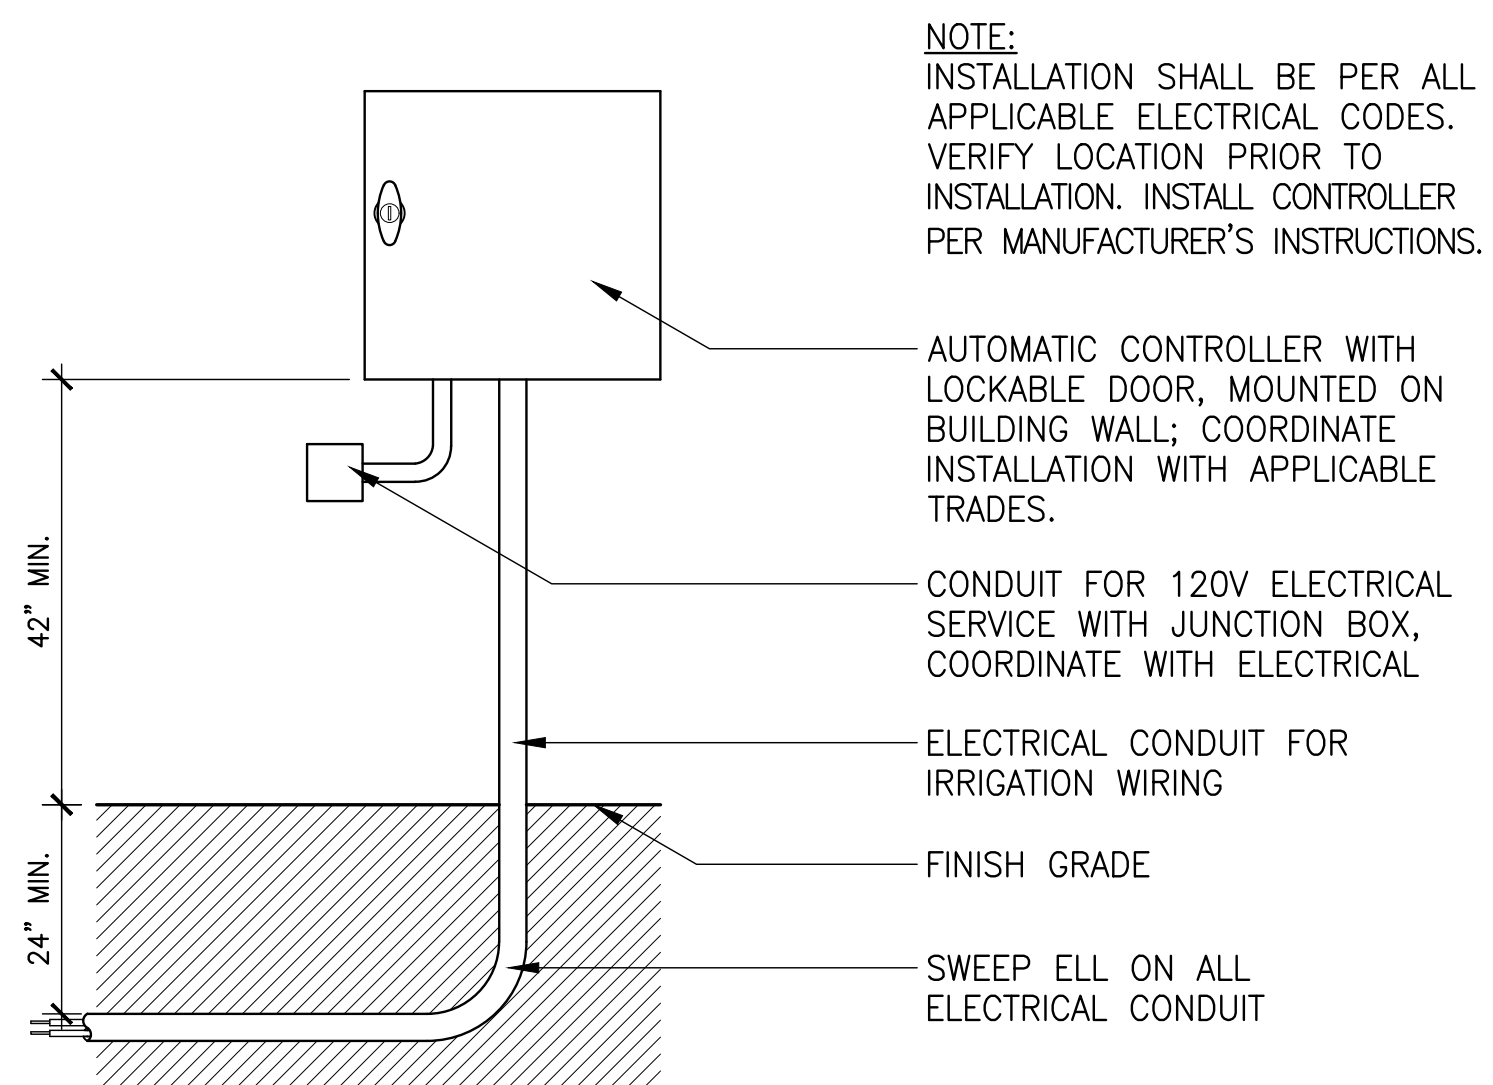 NOTE:
INSTALLATION SHALL BE PER ALL
APPLICABLE ELECTRICAL CODES.
VERIFY LOCATION PRIOR TO
INSTALLATION. INSTALL CONTROLLER
PER MANUFACTURER'S INSTRUCTIONS.
AUTOMATIC CONTROLLER WITH
LOCKABLE DOOR, MOUNTED ON
BUILDING WALL; COORDINATE
INSTALLATION WITH APPLICABLE
TRADES.
CONDUIT FOR 120V ELECTRICAL
SERVICE WITH JUNCTION BOX,
COORDINATE WITH ELECTRICAL
ELECTRICAL CONDUIT FOR
IRRIGATION WIRING
FINISH GRADE
SWEEP ELL ON ALL
ELECTRICAL CONDUIT
42" MIN.
24" MIN.